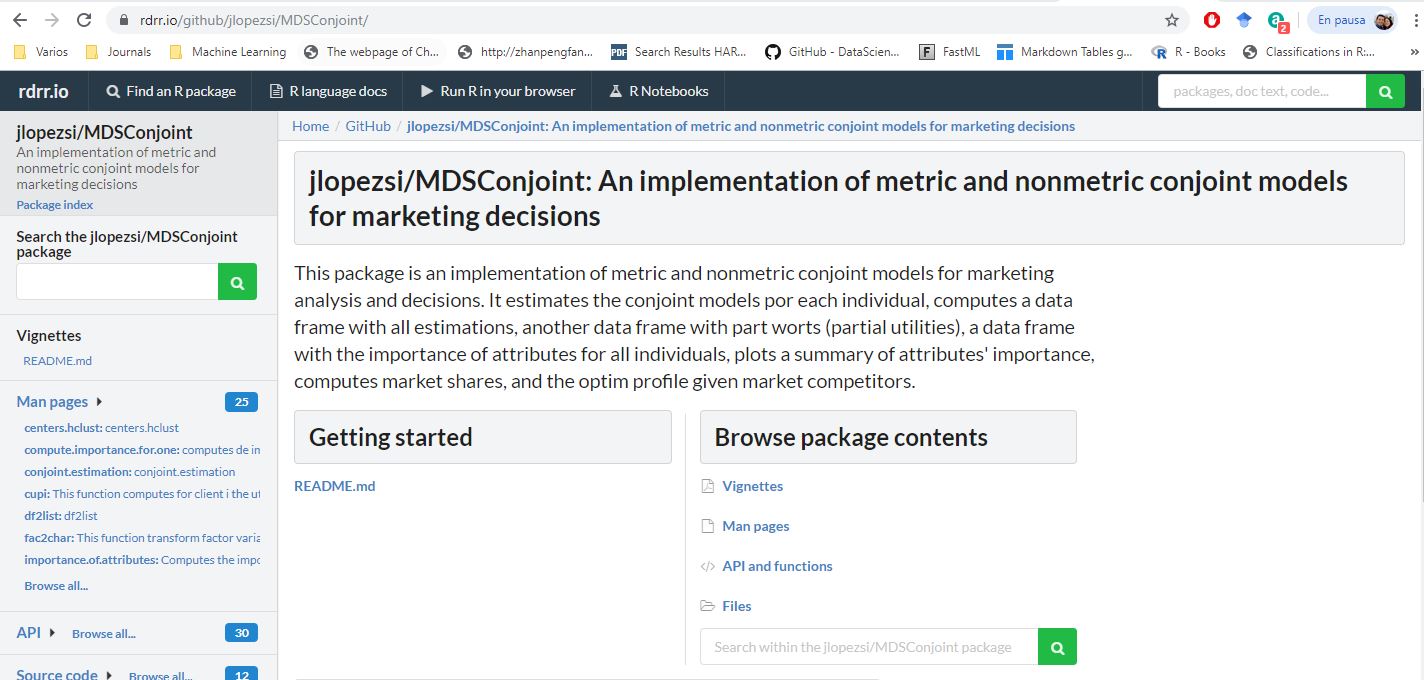 rdrr.io/github/jlopezsi/MDSConjoint/
2
En pausa
Varios
Journals
Machine Learning
The webpage of Ch...
http://zhanpengfan...
PDF
Search Results HAR...
GitHub - DataScien...
F
FastML
Markdown Tables g...
R - Books
Classifications in R:...
»
rdrr.io
Find an R package
R language docs
Run R in your browser
R Notebooks
packages, doc text, code...
jlopezsi/MDSConjoint
An implementation of metric and
nonmetric conjoint models for
marketing decisions
Package index
Search the jlopezsi/MDSConjoint
package
Vignettes
README.md
Man pages
25
centers.hclust: centers.hclust
compute.importance.for.one: computes de im
conjoint.estimation: conjoint.estimation
cupi: This function computes for client i the ut
df2list: df2list
fac2char: This function transform factor varia
importance.of.attributes: Computes the impo
Browse all...
API
Browse all...
30
Source code
Browse all...
12
Home / GitHub / jlopezsi/MDSConjoint: An implementation of metric and nonmetric conjoint models for marketing decisions
jlopezsi/MDSConjoint: An implementation of metric and nonmetric conjoint models
for marketing decisions
This package is an implementation of metric and nonmetric conjoint models for marketing
analysis and decisions. It estimates the conjoint models por each individual, computes a data
frame with all estimations, another data frame with part worts (partial utilities), a data frame
with the importance of attributes for all individuals, plots a summary of attributes' importance,
computes market shares, and the optim profile given market competitors.
Getting started
README.md
Browse package contents
Vignettes
Man pages
API and functions
Files
Search within the jlopezsi/MDSConjoint package